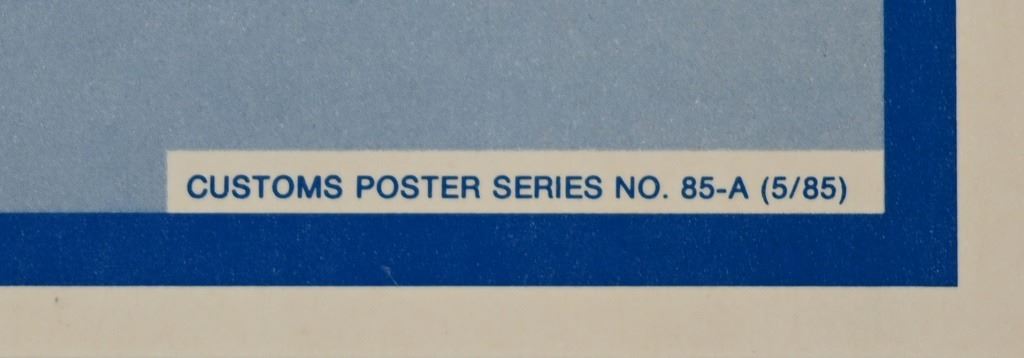 CUSTOMS POSTER SERIES NO. 85-A (5/85)